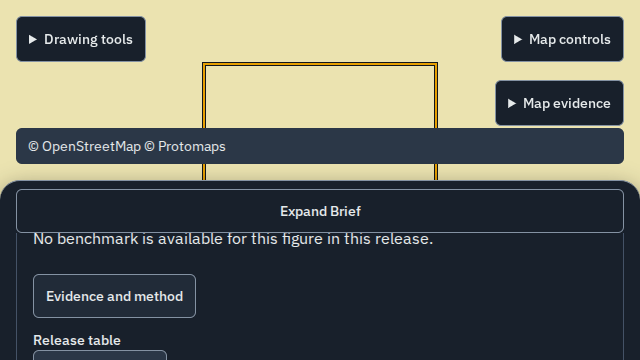 Drawing tools
Map controls
Map evidence
© OpenStreetMap © Protomaps
Expand Brief
No benchmark is available for this figure in this release.
Evidence and method
Release table